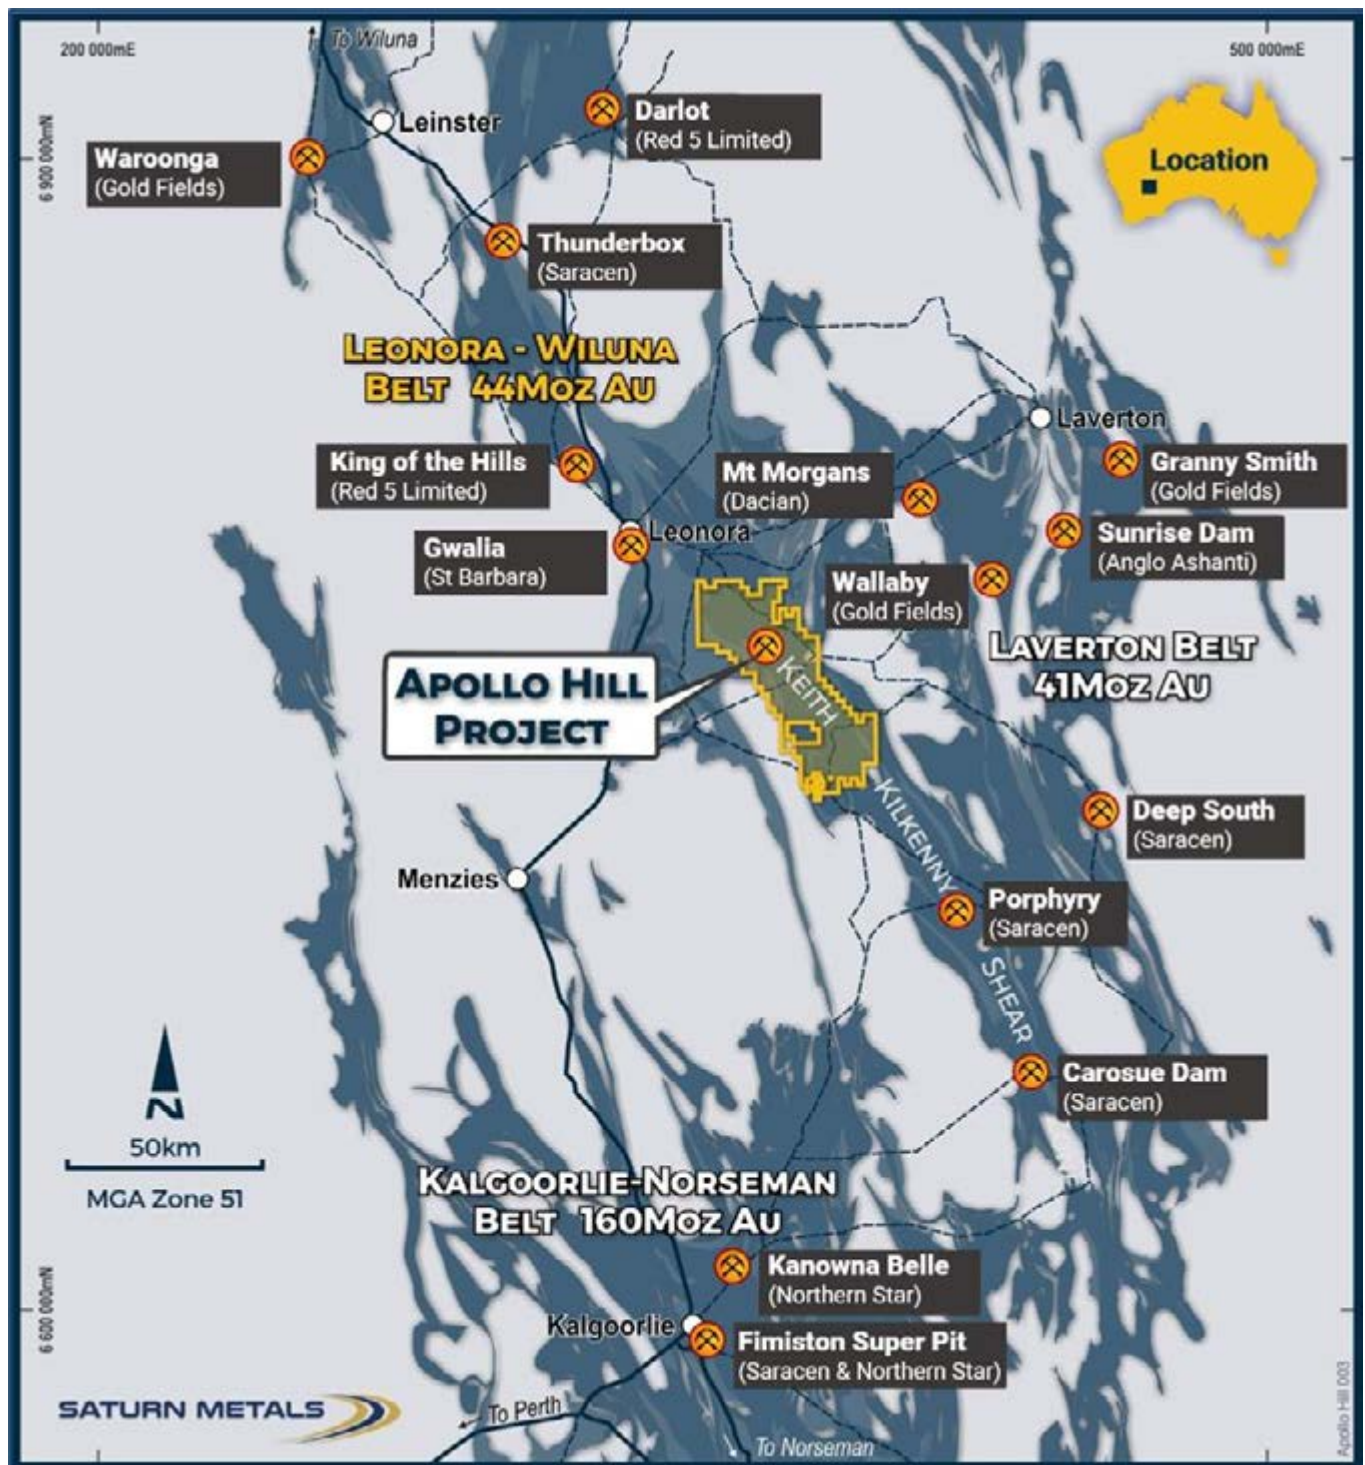 200 000mE
To Wiluna
500 000mE
6 900 000mN
Leinster
Darlot
(Red 5 Limited)
Waroonga
(Gold Fields)
Location
Thunderbox
(Saracen)
LEONORA - WILUNA
BELT 44MOZ AU
Laverton
King of the Hills
(Red 5 Limited)
Mt Morgans
(Dacian)
Granny Smith
(Gold Fields)
Leonora
Gwalia
(St Barbara)
Sunrise Dam
(Anglo Ashanti)
Wallaby
(Gold Fields)
LAVERTON BELT
41MOZ AU
APOLLO HILL
PROJECT
KEITH
KILKENNY
SHEAR
Deep South
(Saracen)
Menzies
Porphyry
(Saracen)
Carosue Dam
(Saracen)
N
50km
MGA Zone 51
KALGOORLIE-NORSEMAN
BELT 160MOZ AU
Kanowna Belle
(Northern Star)
6 600 000mN
Kalgoorlie
Fimiston Super Pit
(Saracen & Northern Star)
SATURN METALS
To Perth
To Norseman
Apollo Hill 003